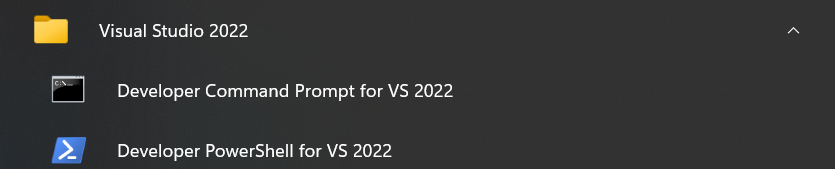 Visual Studio 2022
Developer Command Prompt for VS 2022
Developer PowerShell for VS 2022